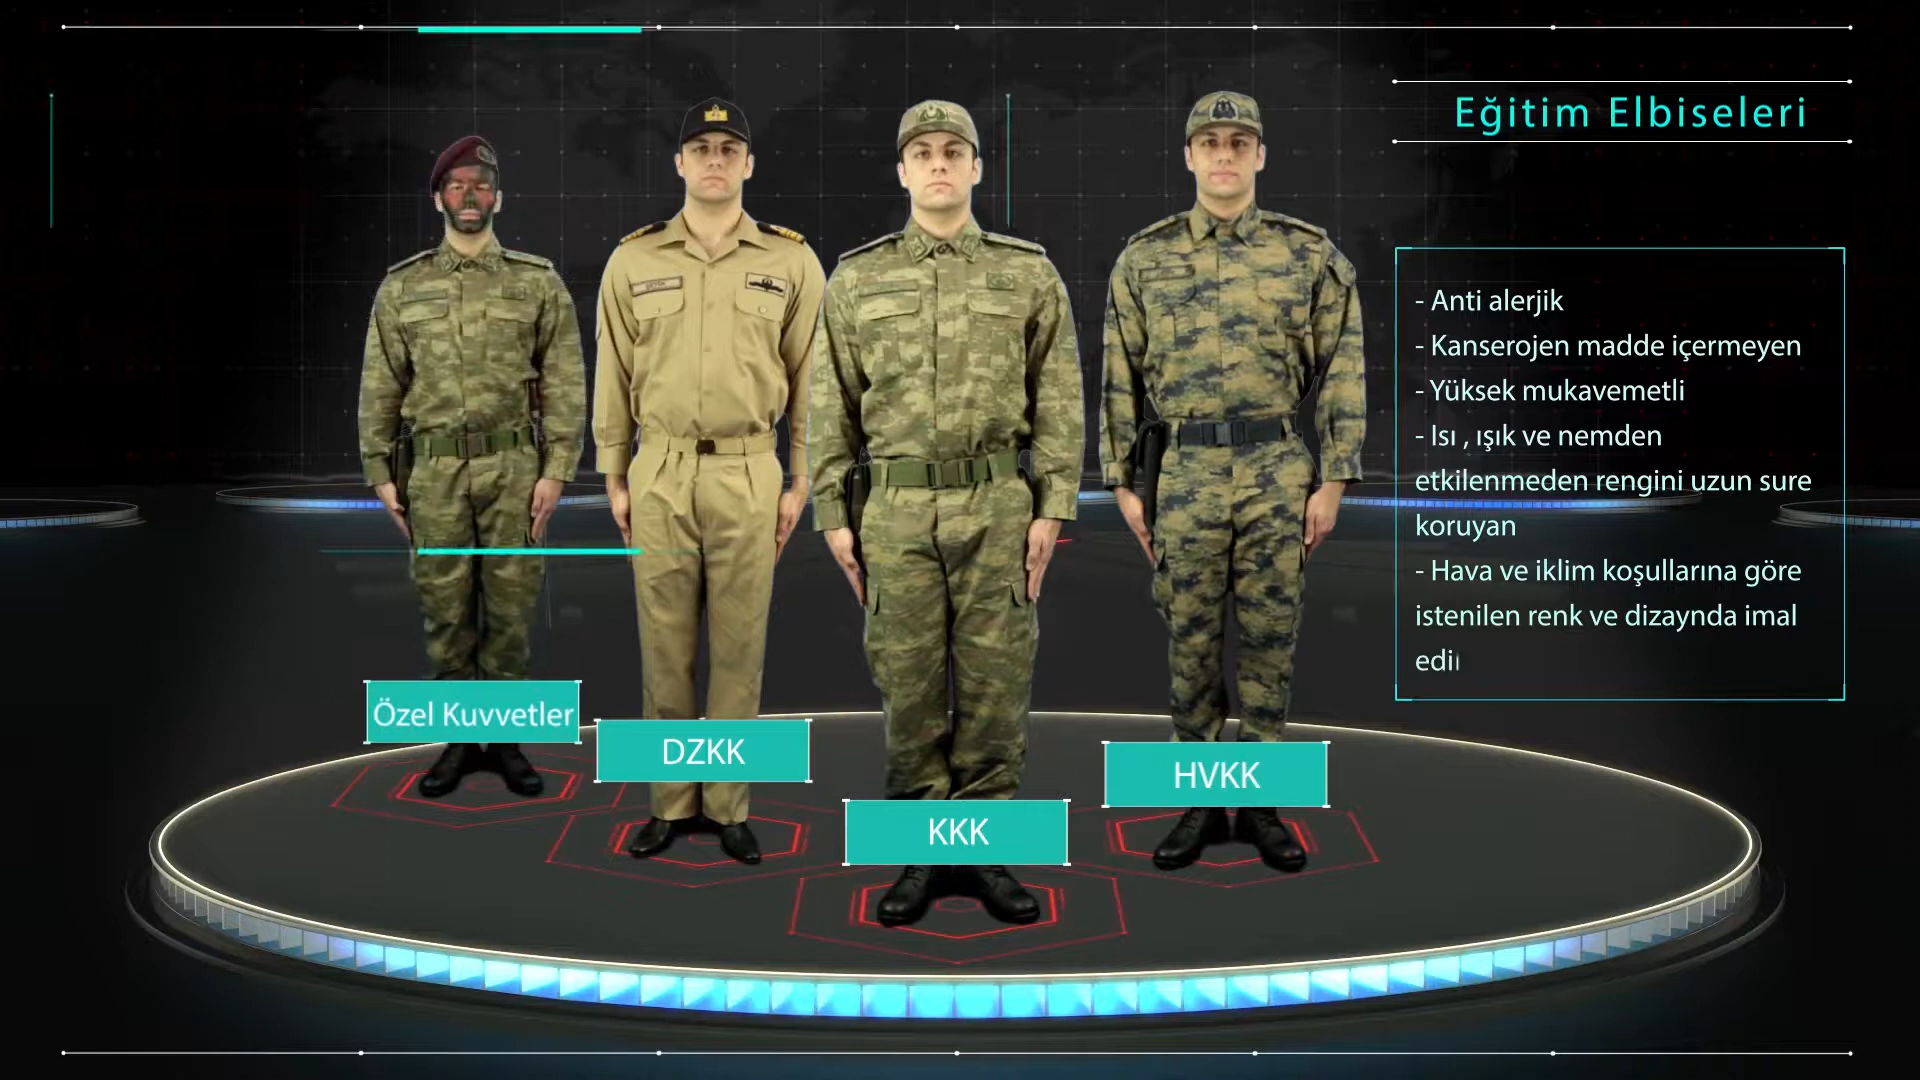 Eğitim Elbiseleri
- Anti alerjik
- Kanserojen madde içermeyen
- Yüksek mukavemetli
- Isı , ışık ve nemden
etkilenmeden rengini uzun sure
koruyan
- Hava ve iklim koşullarına göre
istenilen renk ve dizaynda imal
edi
Özel Kuvvetler
DZKK
KKK
HVKK